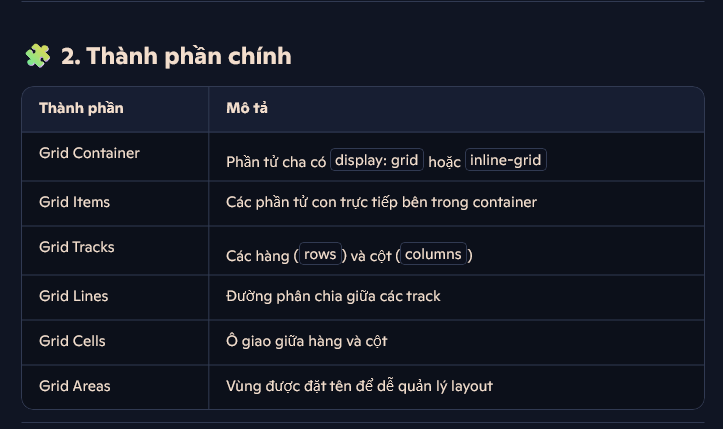 🧩 2. Thành phần chính
Thành phần Mô tả
Grid Container Phần tử cha có display: grid hoặc inline-grid
Grid Items Các phần tử con trực tiếp bên trong container
Grid Tracks Các hàng (rows) và cột (columns)
Grid Lines Đường phân chia giữa các track
Grid Cells Ô giao giữa hàng và cột
Grid Areas Vùng được đặt tên để dễ quản lý layout